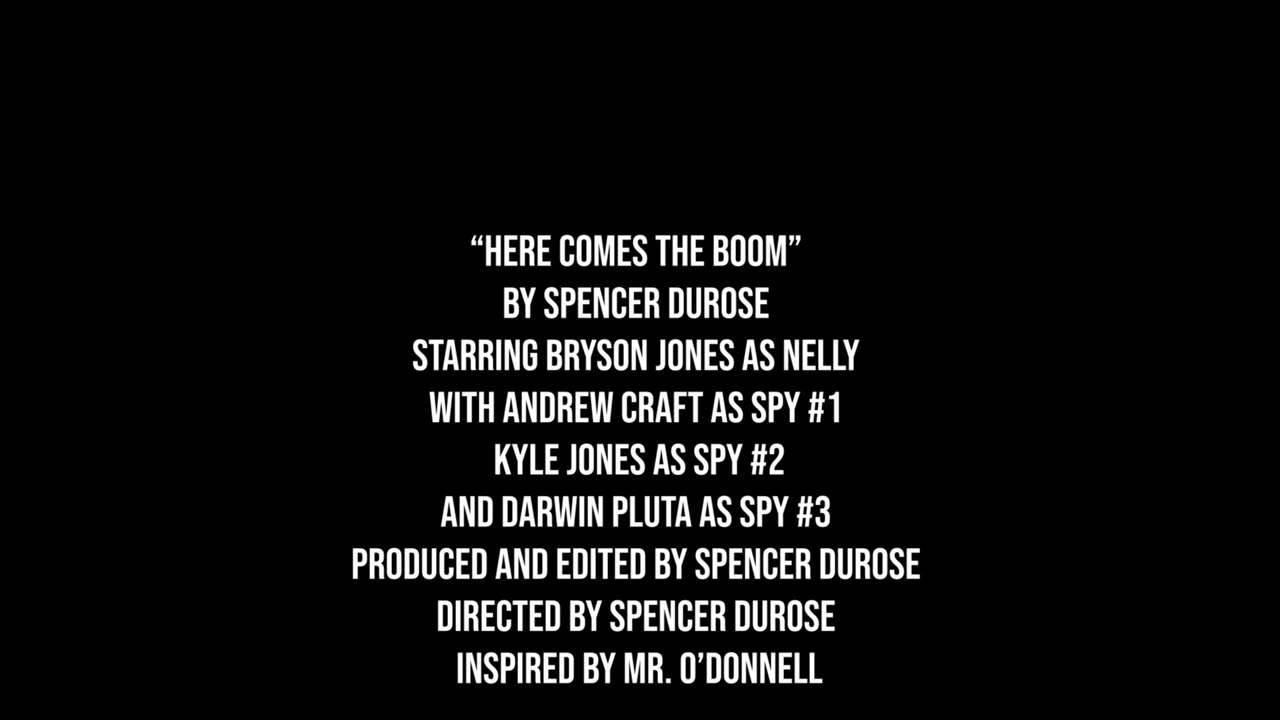 “HERE COMES THE BOOM”
BY SPENCER DUROSE
STARRING BRYSON JONES AS NELLY
WITH ANDREW CRAFT AS SPY #1
KYLE JONES AS SPY #2
AND DARWIN PLUTA AS SPY #3
PRODUCED AND EDITED BY SPENCER DUROSE
DIRECTED BY SPENCER DUROSE
INSPIRED BY MR. O’DONNELL